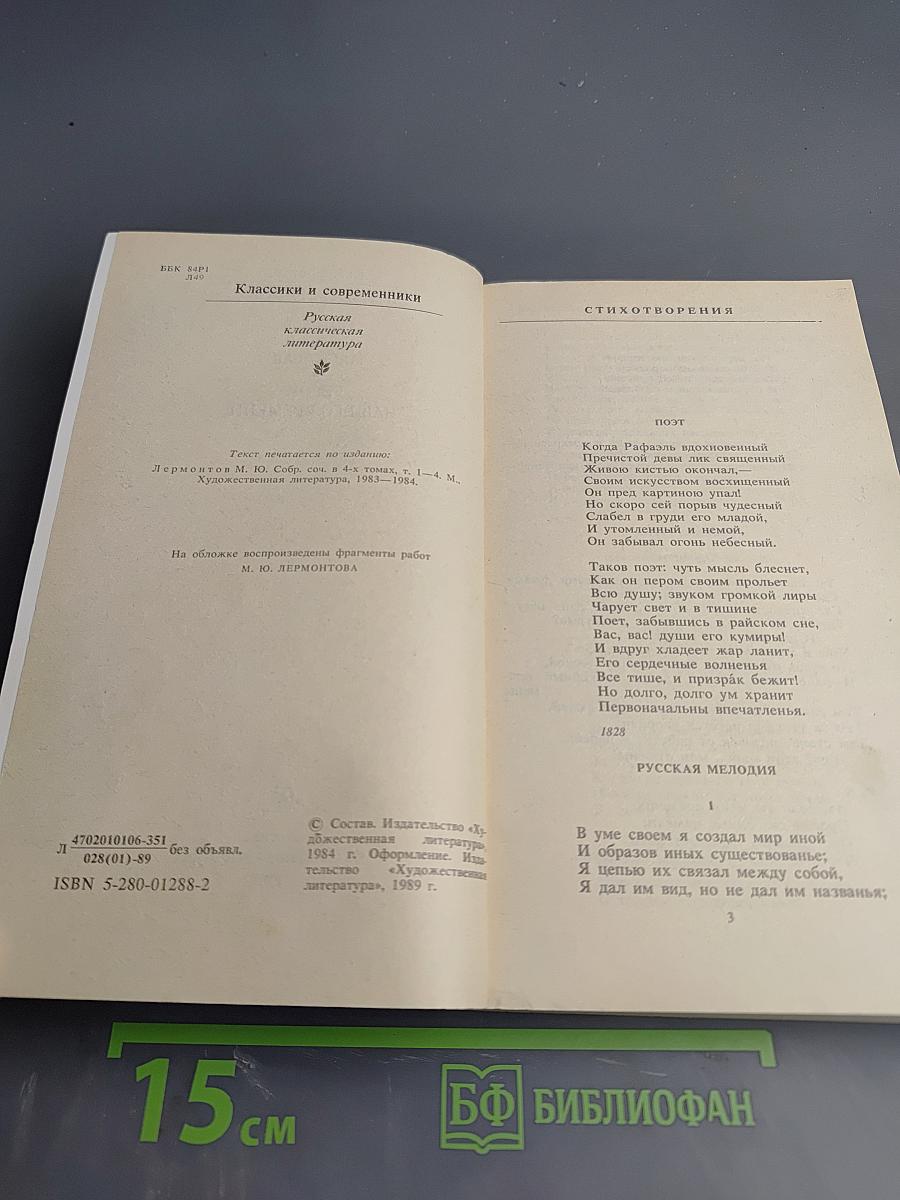 ББК 84Р1
Л49
Классики и современники
Русская
классическая
литература
Текст печатается по изданию:
Лермонтов М. Ю. Собр. соч. в 4-х томах, т. 1—4. М.,
Художественная литература, 1983—1984.
На обложке воспроизведены фрагменты работ
М. Ю. ЛЕРМОНТОВА
Л 4702010106-351 без объявл.
028(01)-89
ISBN 5-280-01288-2
© Состав. Издательство «Ху-
дожественная литература»,
1984 г. Оформление. Изда-
тельство «Художественная
литература», 1989 г.
СТИХОТВОРЕНИЯ
ПОЭТ
Когда Рафаэль вдохновенный
Пречистой девы лик священный
Живою кистью окончал,—
Своим искусством восхищенный
Он пред картиною упал!
Но скоро сей порыв чудесный
Слабел в груди его младой,
И утомленный и немой,
Он забывал огонь небесный.
Таков поэт: чуть мысль блеснет,
Как он пером своим прольет
Всю душу; звуком громкой лиры
Чарует свет и в тишине
Поет, забывшись в райском сне,
Вас, вас! души его кумиры!
И вдруг хладеет жар ланит,
Его сердечные волненья
Все тише, и призрáк бежит!
Но долго, долго ум хранит
Первоначальны впечатленья.
1828
РУССКАЯ МЕЛОДИЯ
1
В уме своем я создал мир иной
И образов иных существованье;
Я цепью их связал между собой,
Я дал им вид, но не дал им названья;
3
15 см
БФ БИБЛИОФАН